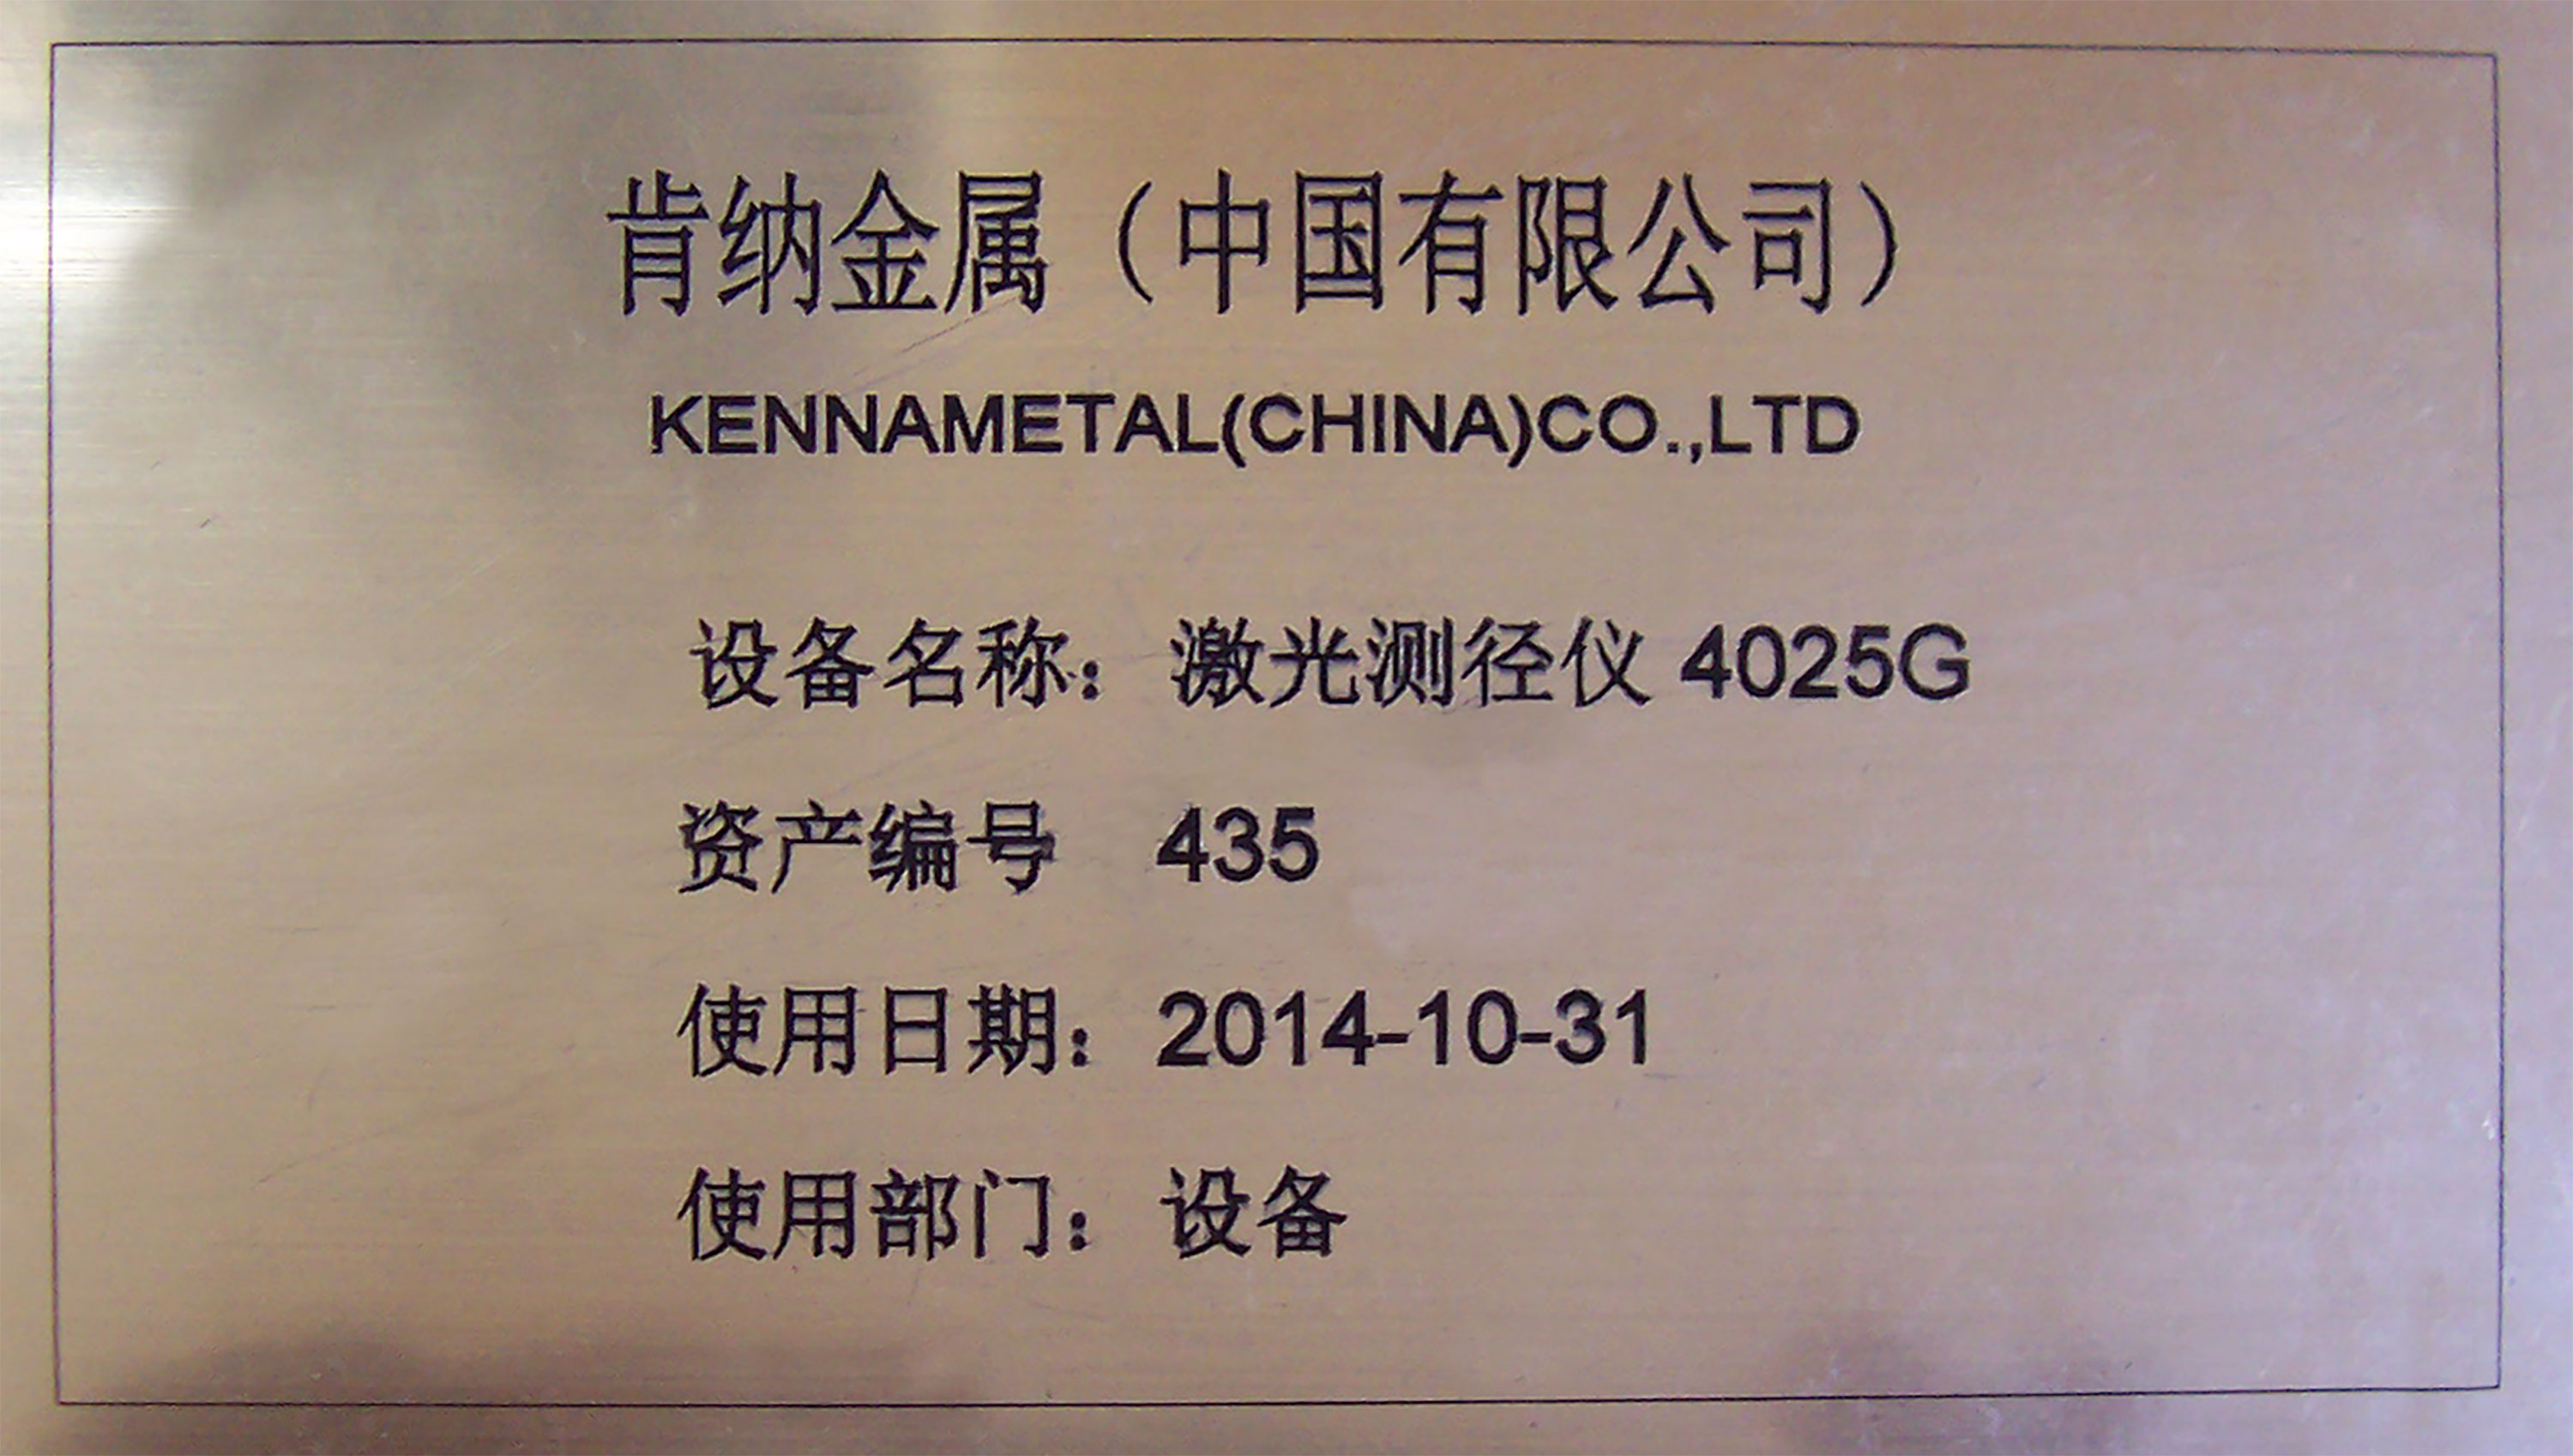 肯纳金属（中国有限公司）
KENNAMETAL(CHINA)CO.,LTD
设备名称：激光测径仪 4025G
资产编号 435
使用日期：2014-10-31
使用部门：设备